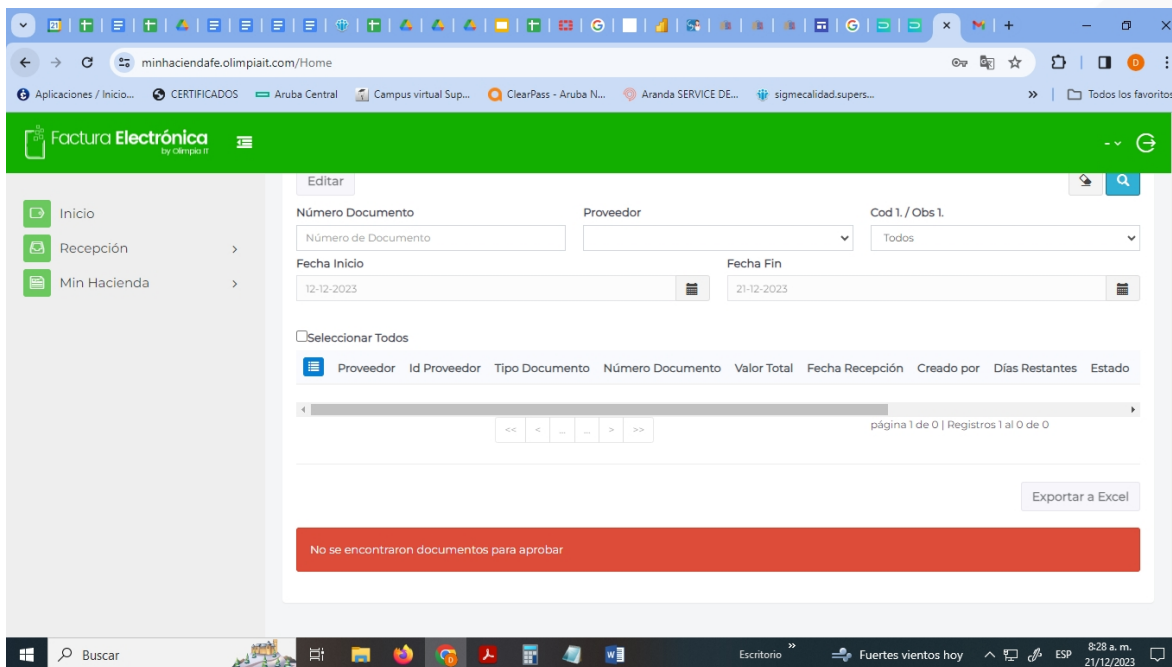 minhaciendafe.olimpiait.com/Home
Aplicaciones / Inicio... CERTIFICADOS Aruba Central Campus virtual Sup... ClearPass - Aruba N... Aranda SERVICE DE... sigmecalidad.supers... » Todos los favoritos
Factura Electrónica
by Olimpia IT
Inicio
Recepción
Min Hacienda
Editar
Número Documento Proveedor Cod 1. / Obs 1.
Número de Documento Todos
Fecha Inicio Fecha Fin
12-12-2023 21-12-2023
Seleccionar Todos
Proveedor Id Proveedor Tipo Documento Número Documento Valor Total Fecha Recepción Creado por Días Restantes Estado
<< < ... ... > >> página 1 de 0 | Registros 1 al 0 de 0
Exportar a Excel
No se encontraron documentos para aprobar
Buscar Escritorio » Fuertes vientos hoy ESP 8:28 a. m.
21/12/2023